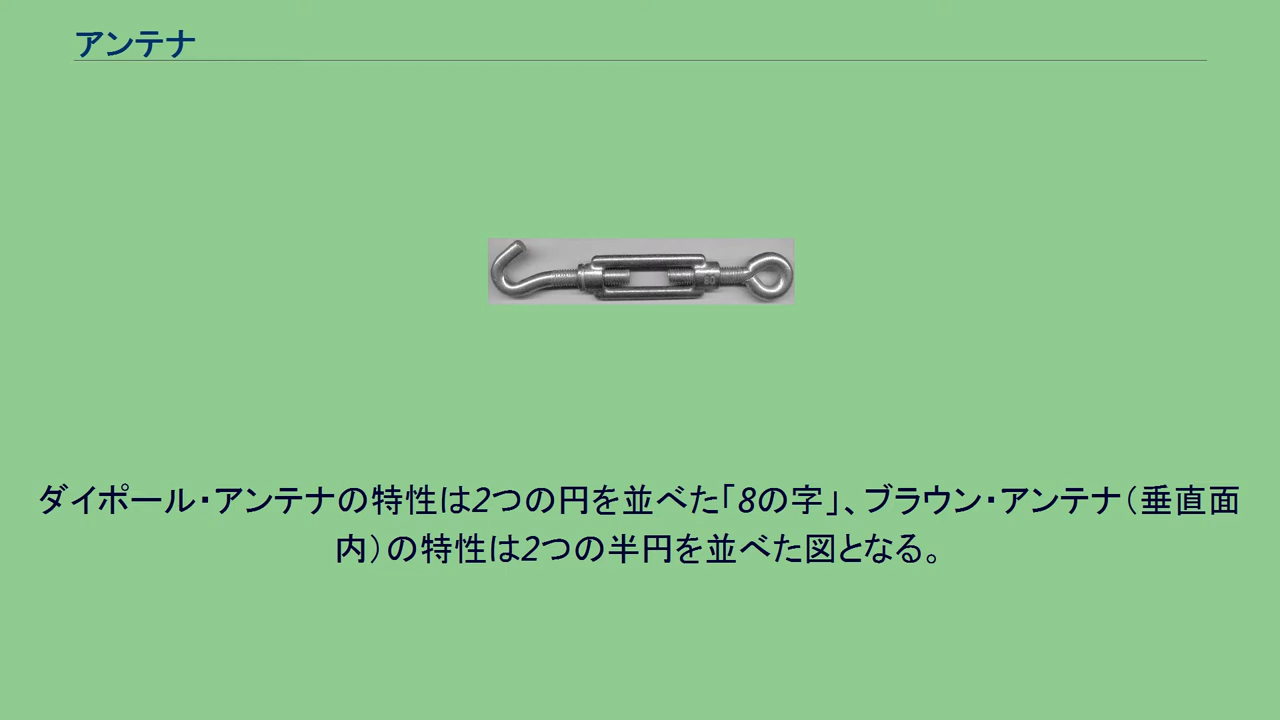 アンテナ
80
ダイポール・アンテナの特性は2つの円を並べた「8の字」、ブラウン・アンテナ（垂直面
内）の特性は2つの半円を並べた図となる。